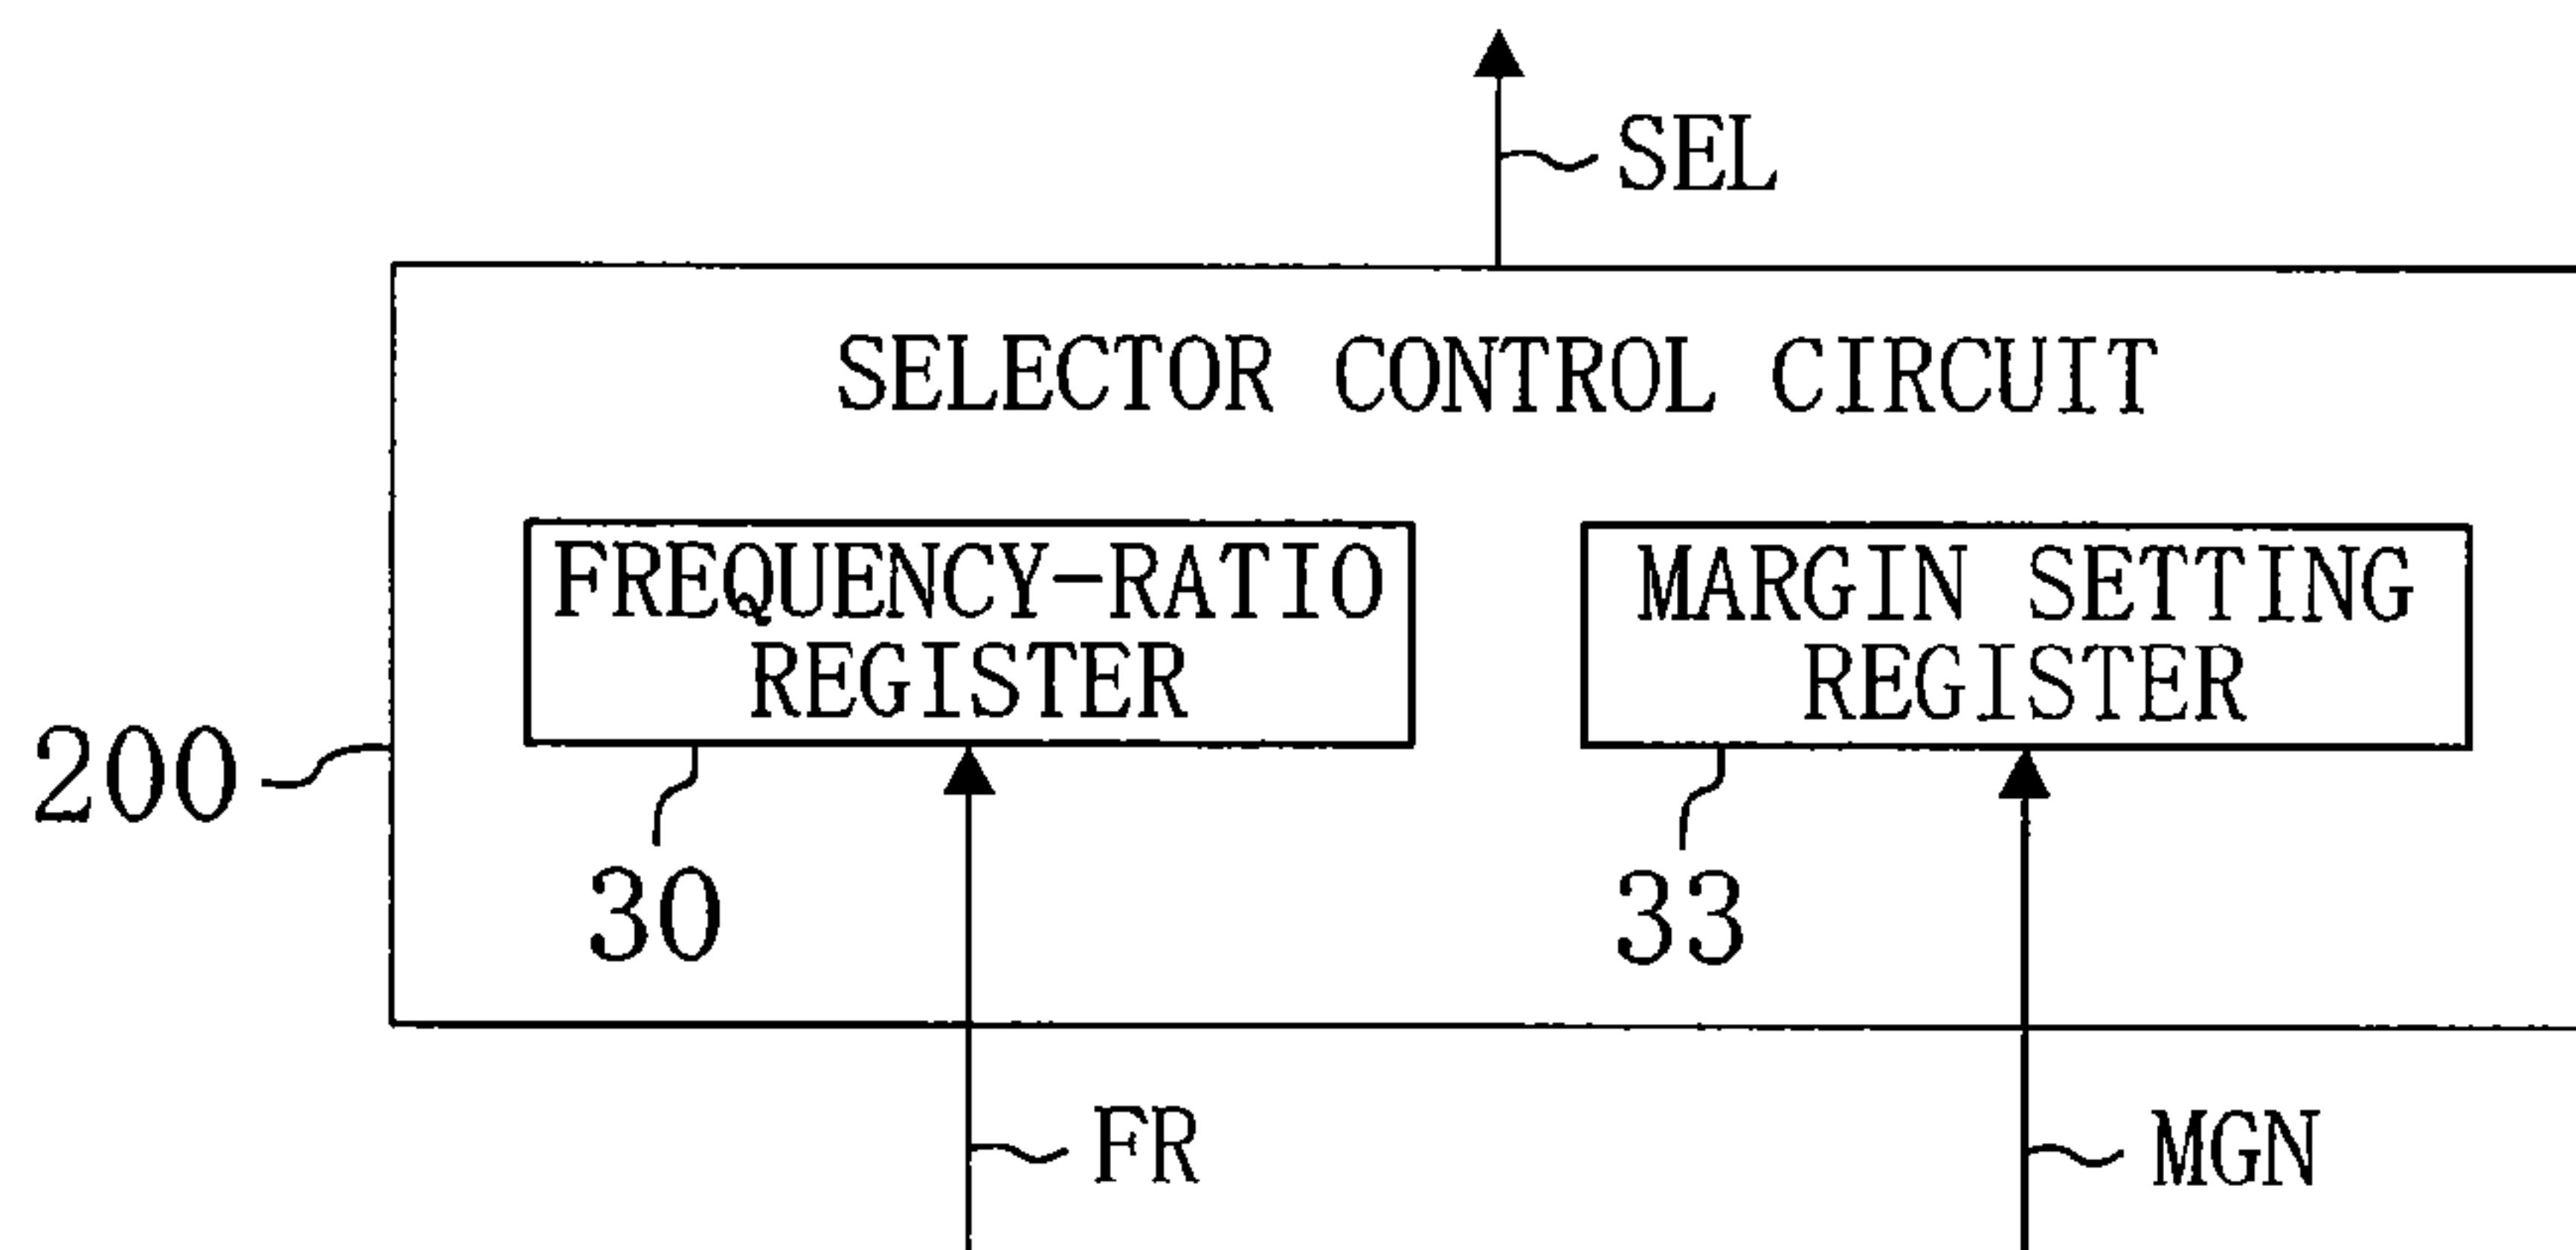 SEL
SELECTOR CONTROL CIRCUIT
FREQUENCY-RATIO
REGISTER
MARGIN SETTING
REGISTER
200
30
33
FR
MGN